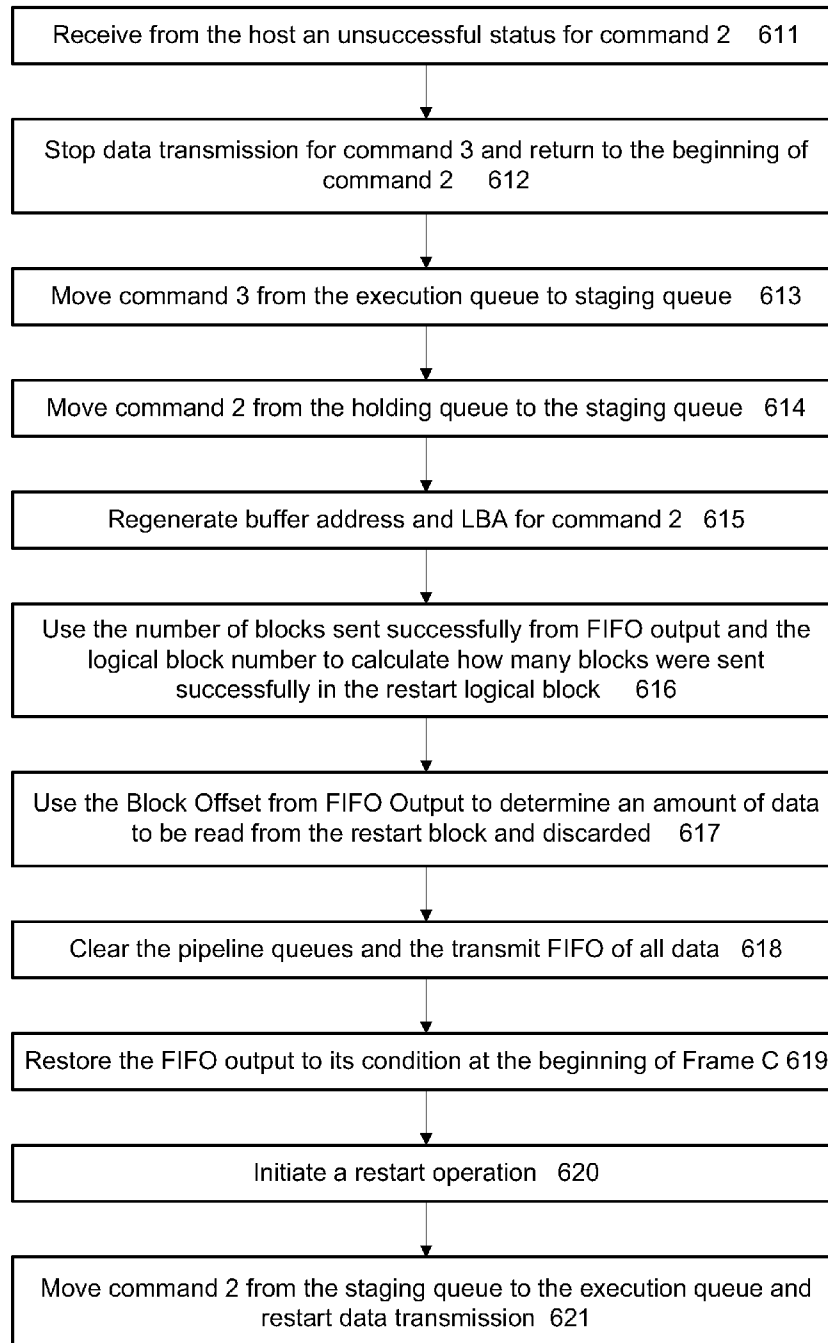 Receive from the host an unsuccessful status for command 2 611
Stop data transmission for command 3 and return to the beginning of
command 2 612
Move command 3 from the execution queue to staging queue 613
Move command 2 from the holding queue to the staging queue 614
Regenerate buffer address and LBA for command 2 615
Use the number of blocks sent successfully from FIFO output and the
logical block number to calculate how many blocks were sent
successfully in the restart logical block 616
Use the Block Offset from FIFO Output to determine an amount of data
to be read from the restart block and discarded 617
Clear the pipeline queues and the transmit FIFO of all data 618
Restore the FIFO output to its condition at the beginning of Frame C 619
Initiate a restart operation 620
Move command 2 from the staging queue to the execution queue and
restart data transmission 621